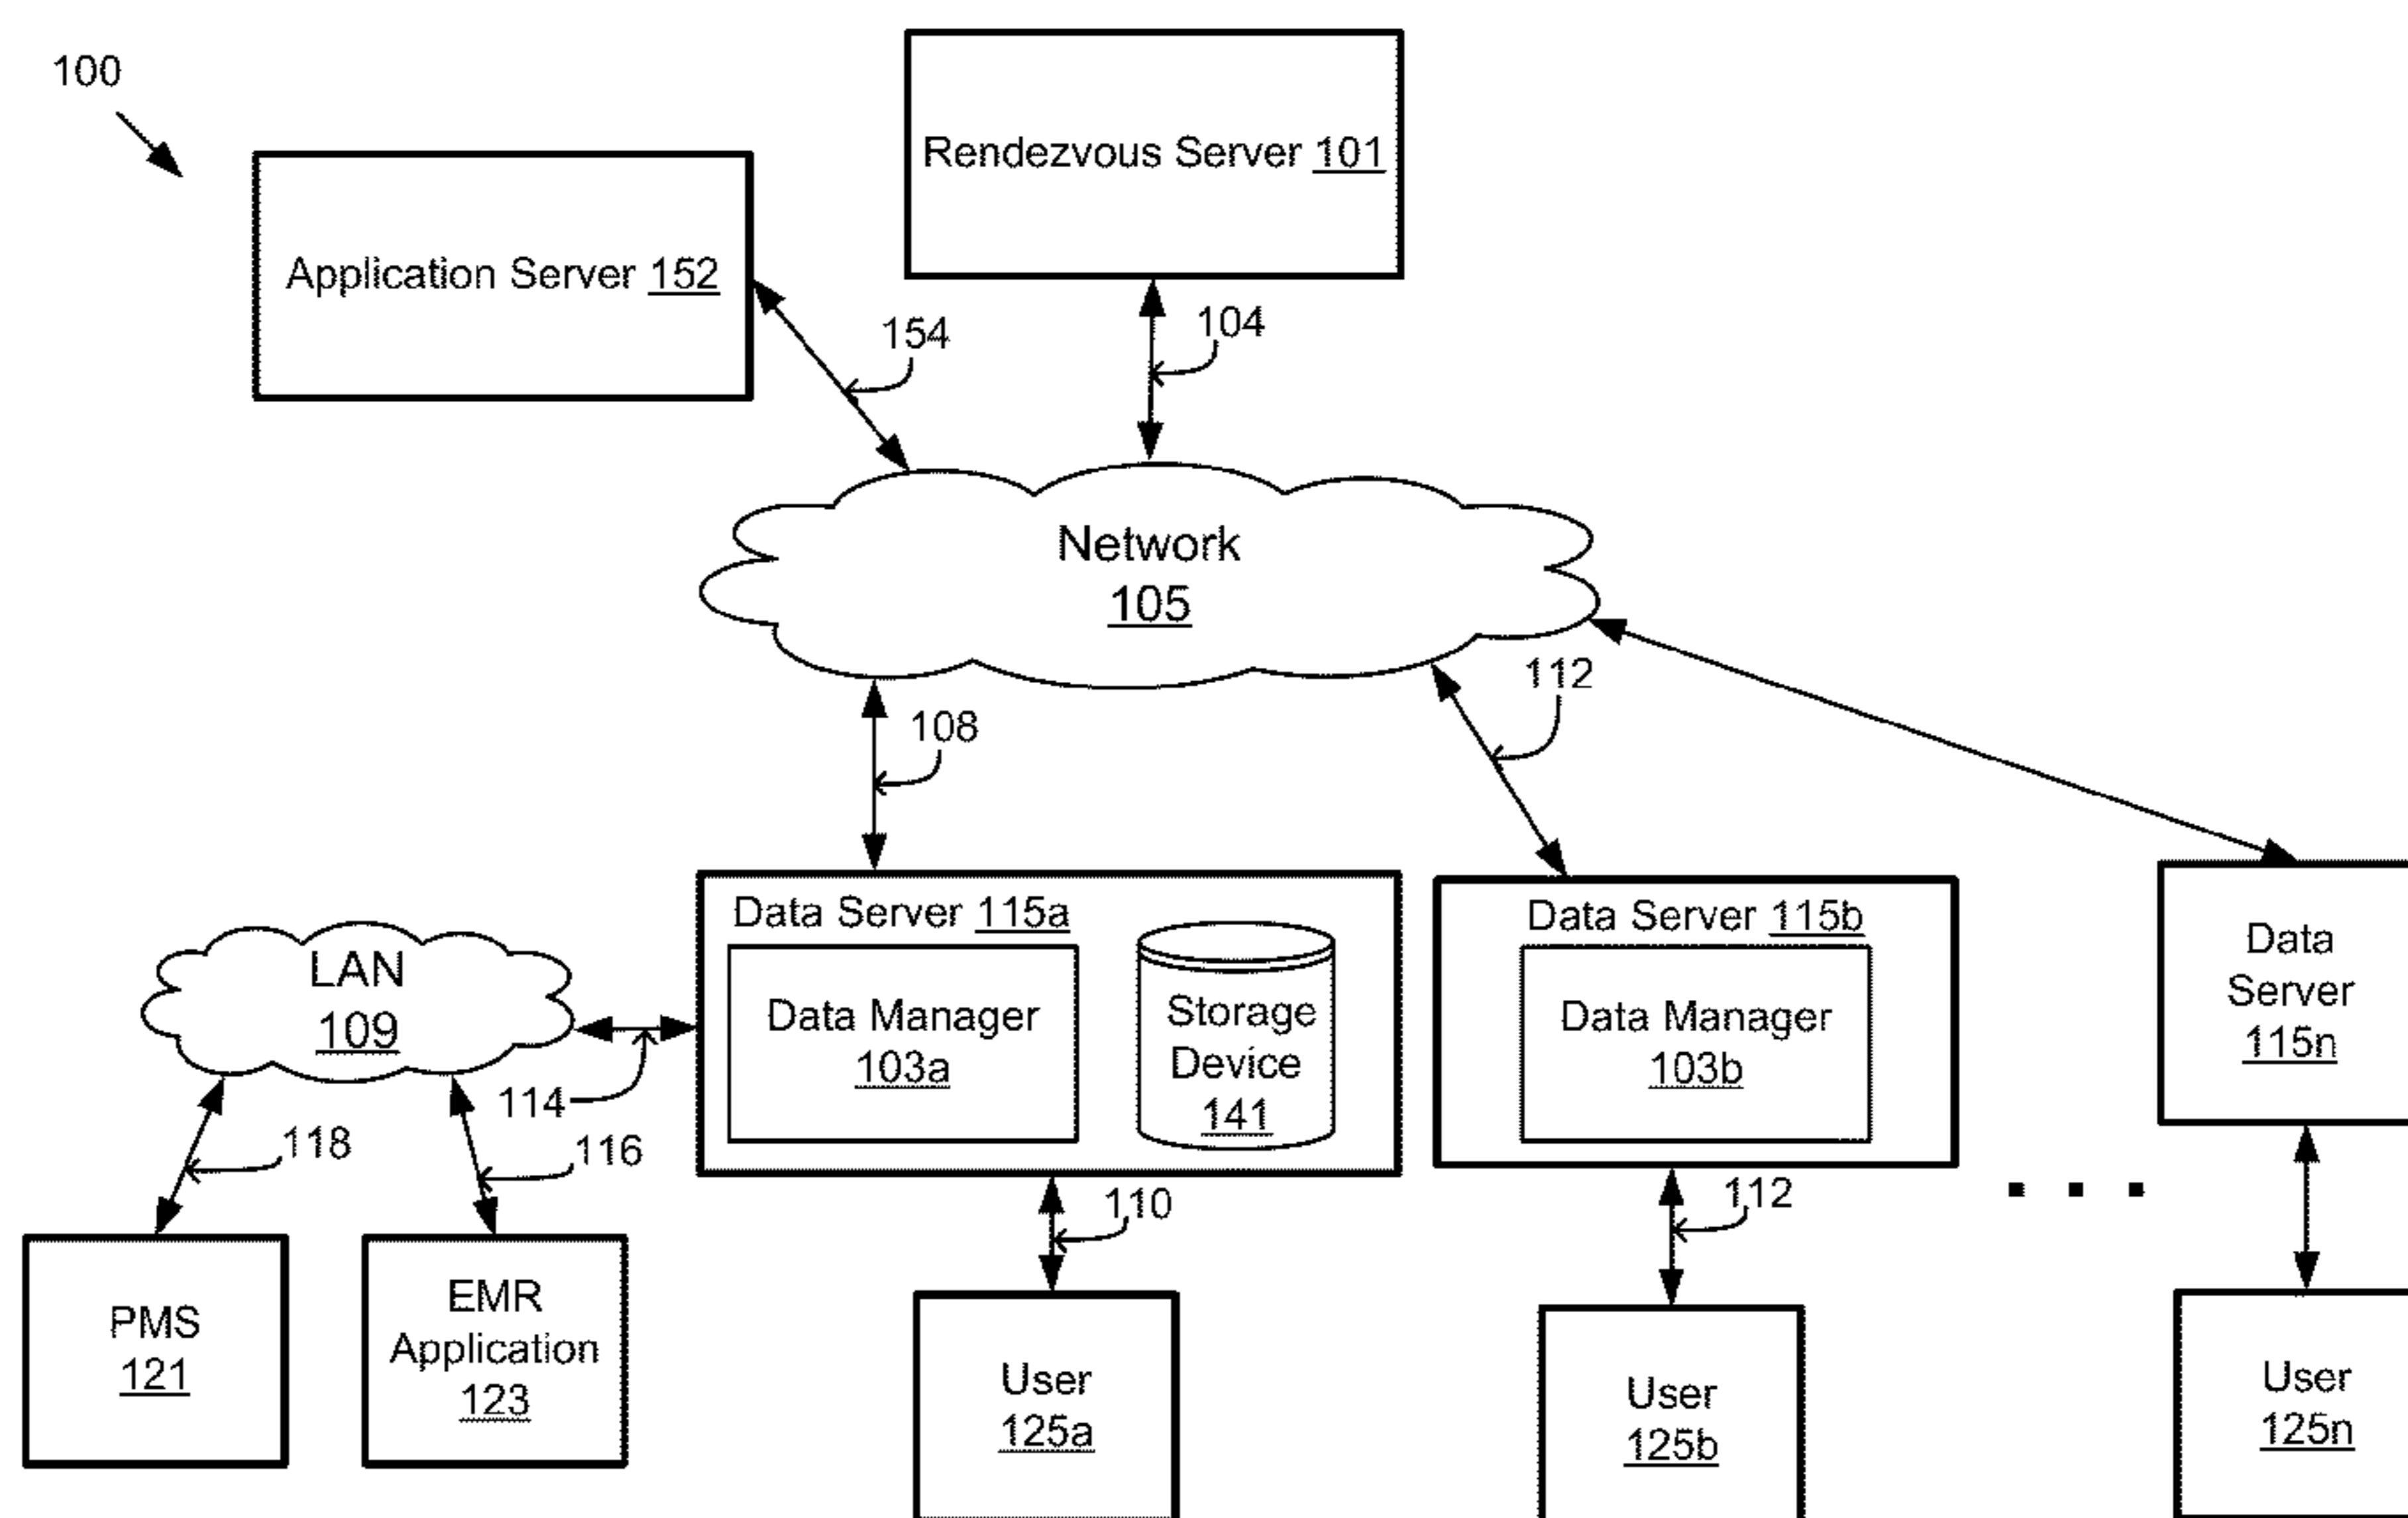 100
Rendezvous Server 101
Application Server 152
154
104
Network
105
112
108
Data Server 115a
Data Manager
103a
Storage
Device
141
Data Server 115b
Data Manager
103b
Data
Server
115n
LAN
109
114
118
116
110
112
PMS
121
EMR
Application
123
User
125a
User
125b
User
125n